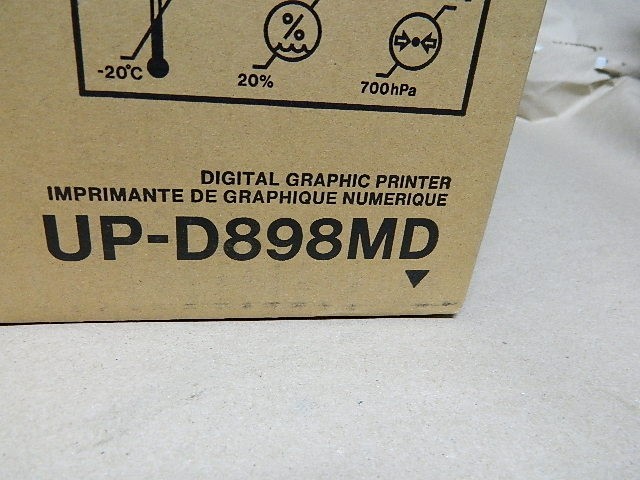 %
-20°C
20%
700hPa
DIGITAL GRAPHIC PRINTER
IMPRIMANTE DE GRAPHIQUE NUMERIQUE
UP-D898MD